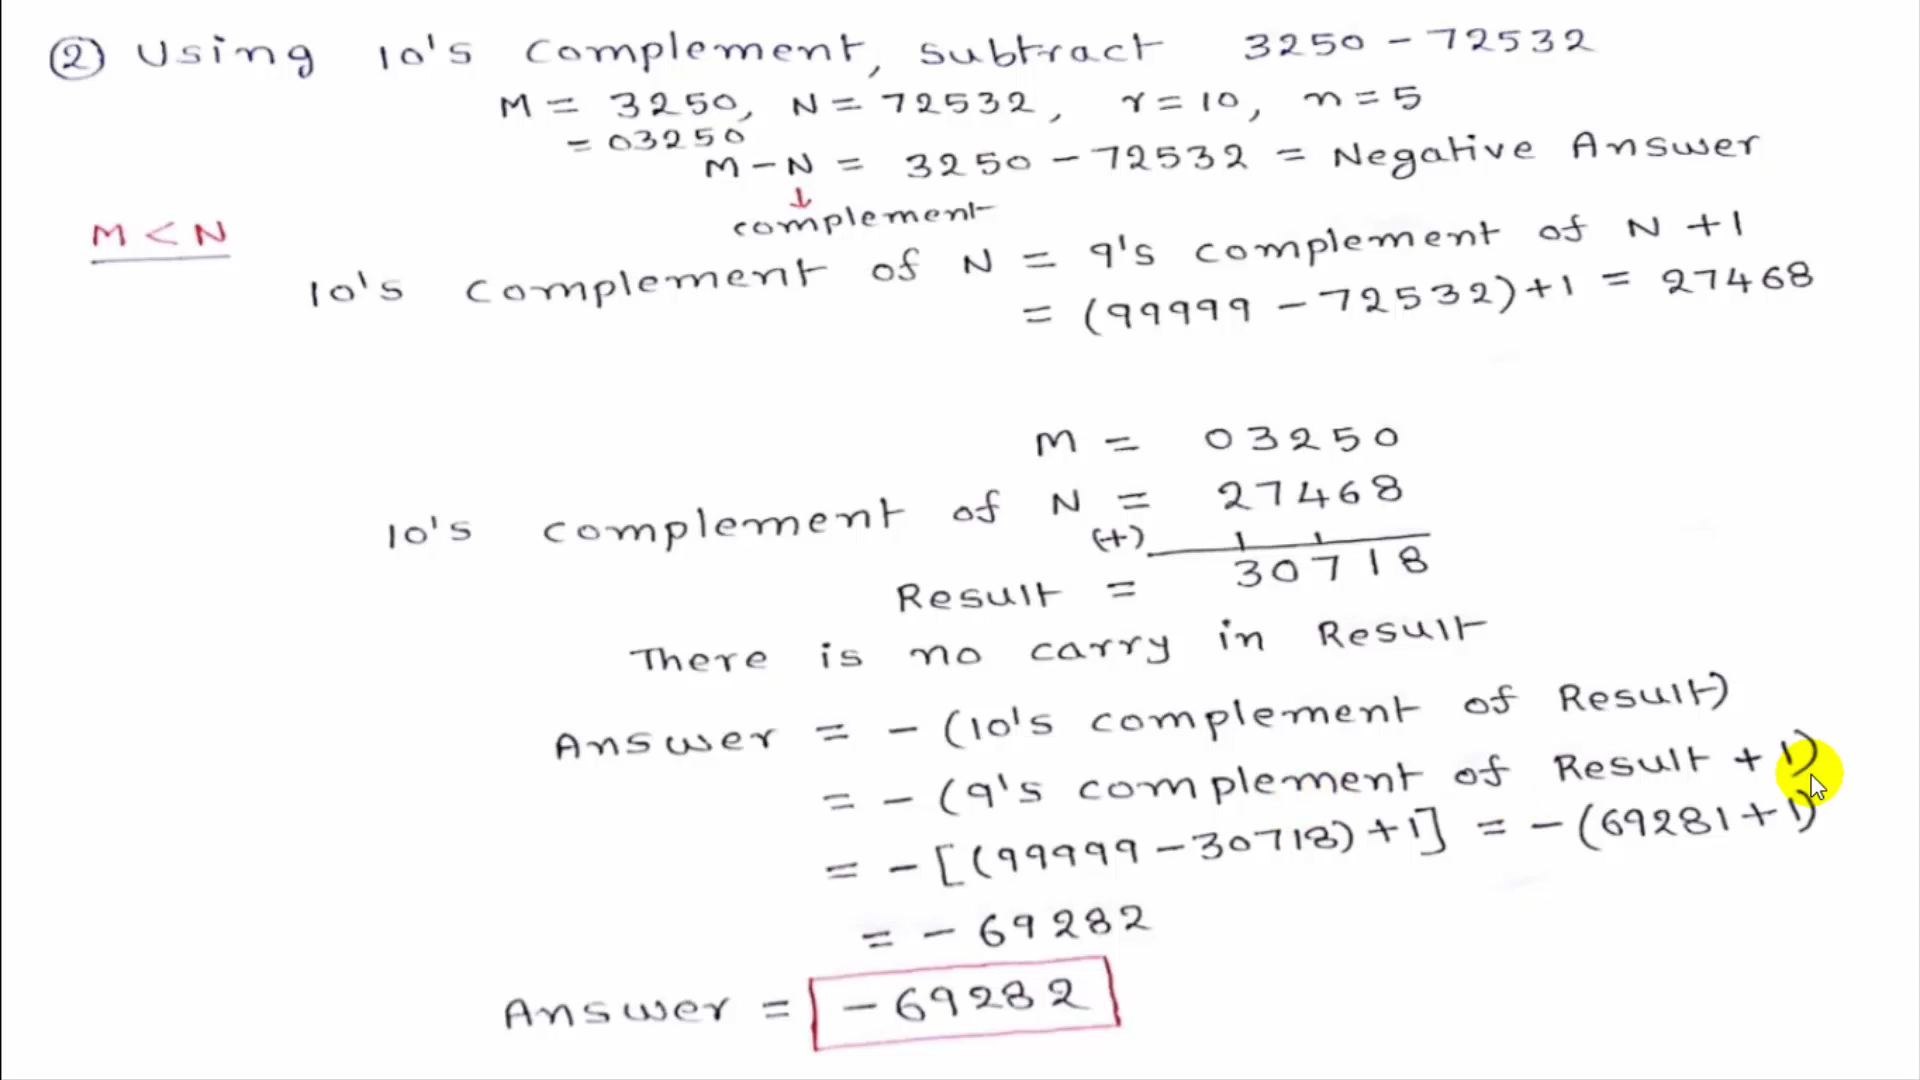 ② Using 10's complement, subtract 3250 - 72532
M = 3250, N = 72532, r = 10, n = 5
= 03250
M - N = 3250 - 72532 = Negative Answer
↓
complement
M < N
10's complement of N = 9's complement of N + 1
= (99999 - 72532) + 1 = 27468
M = 03250
10's complement of N = 27468
(+) 1 1
Result = 30718
There is no carry in Result
Answer = - (10's complement of Result)
= - (9's complement of Result + 1)
= - [(99999 - 30718) + 1] = - (69281 + 1)
= - 69282
Answer = - 69282